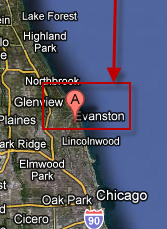 Lake Forest
Highland
Park
Northbrook
Glenview
A
Evanston
Plaines
Lincolnwood
Park Ridge
Elmwood
Park
Oak Park
Chicago
Cicero
90